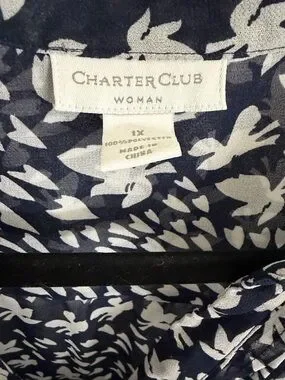 CHARTER CLUB
WOMAN
1X
100% POLYESTER
MADE IN
CHINA